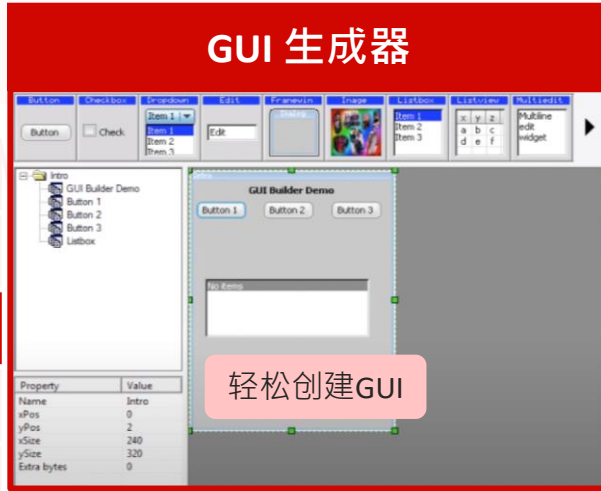 GUI 生成器
Button Checkbox Dropdown Edit Framewin Image Listbox Listview Multiedit
Button
Check
Item 1
Item 1
Item 2
Item 3
Edit
Dialog
Item 1
Item 2
Item 3
x y z
a b c
d e f
Multiline
edit
widget
Intro
GUI Builder Demo
Button 1
Button 2
Button 3
Listbox
Intro
GUI Builder Demo
Button 1 Button 2 Button 3
No items
轻松创建GUI
Property Value
Name Intro
xPos 0
yPos 2
xSize 240
ySize 320
Extra bytes 0